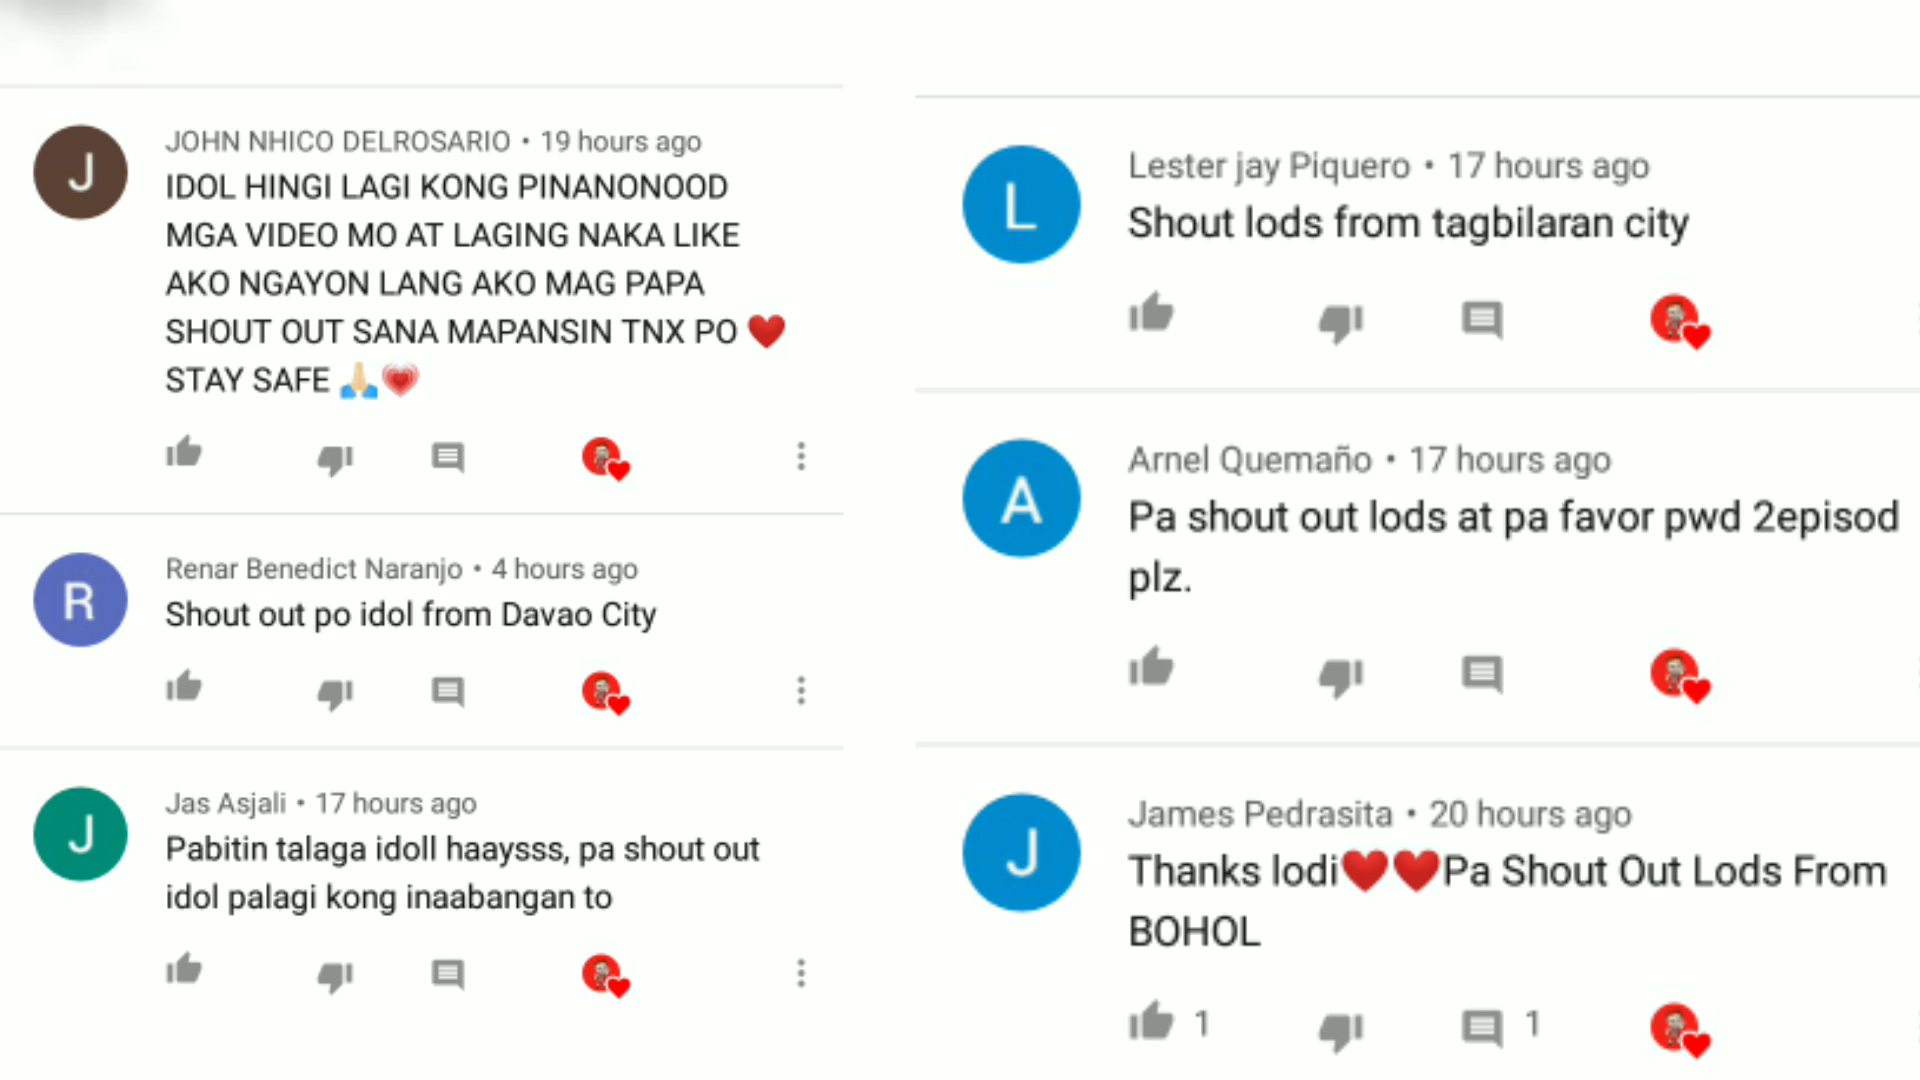 J
JOHN NHICO DELROSARIO • 19 hours ago
IDOL HINGI LAGI KONG PINANONOOD
MGA VIDEO MO AT LAGING NAKA LIKE
AKO NGAYON LANG AKO MAG PAPA
SHOUT OUT SANA MAPANSIN TNX PO ❤️
STAY SAFE 🙏🏻💗
R
Renar Benedict Naranjo • 4 hours ago
Shout out po idol from Davao City
J
Jas Asjali • 17 hours ago
Pabitin talaga idoll haaysss, pa shout out
idol palagi kong inaabangan to
L
Lester jay Piquero • 17 hours ago
Shout lods from tagbilaran city
A
Arnel Quemaño • 17 hours ago
Pa shout out lods at pa favor pwd 2episod
plz.
J
James Pedrasita • 20 hours ago
Thanks lodi❤️❤️Pa Shout Out Lods From
BOHOL
1 1